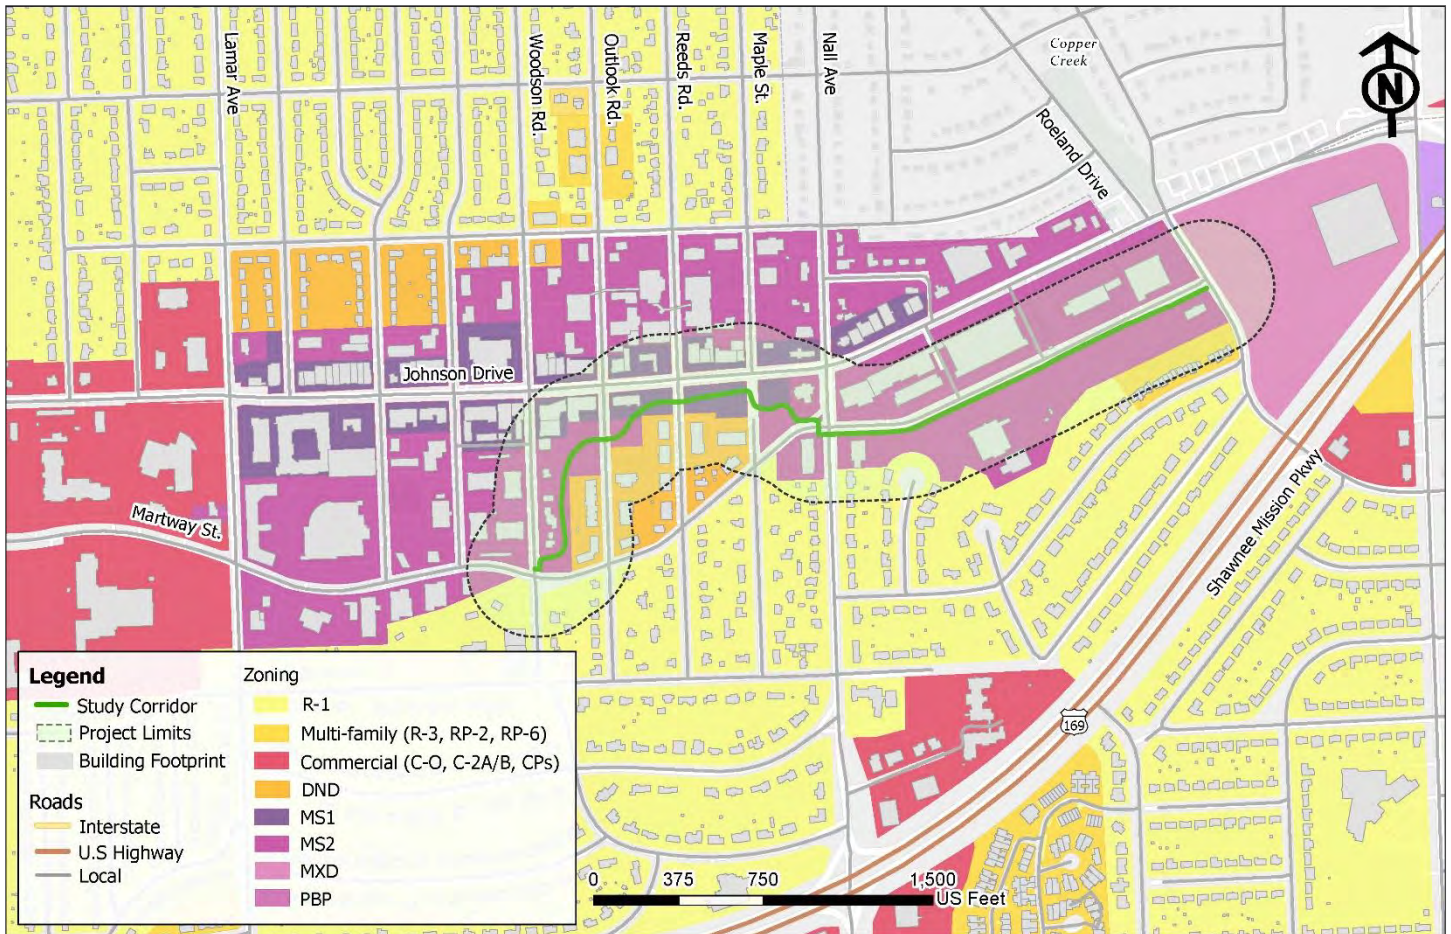 Copper
Creek
N
Lamar Ave
Woodson Rd.
Outlook Rd.
Reeds Rd.
Maple St.
Nall Ave
Roeland Drive
Johnson Drive
Martway St.
Shawnee Mission Pkwy
169
Legend
Study Corridor
Project Limits
Building Footprint
Roads
Interstate
U.S Highway
Local
Zoning
R-1
Multi-family (R-3, RP-2, RP-6)
Commercial (C-O, C-2A/B, CPs)
DND
MS1
MS2
MXD
PBP
0 375 750 1,500
US Feet